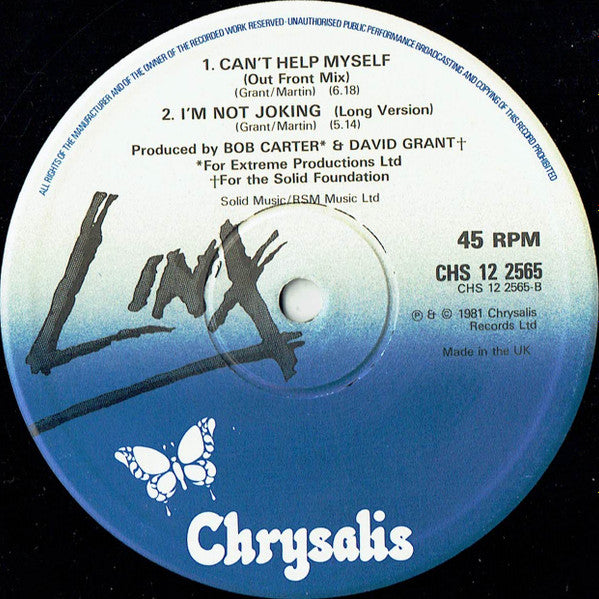 ALL RIGHTS OF THE MANUFACTURER AND OF THE OWNER OF THE RECORDED WORK RESERVED · UNAUTHORISED PUBLIC PERFORMANCE BROADCASTING AND COPYING OF THIS RECORD PROHIBITED
1. CAN'T HELP MYSELF
(Out Front Mix)
(Grant/Martin) (6.18)
2. I'M NOT JOKING (Long Version)
(Grant/Martin) (5.14)
Produced by BOB CARTER* & DAVID GRANT†
*For Extreme Productions Ltd
†For the Solid Foundation
Solid Music/RSM Music Ltd
LINX
45 RPM
CHS 12 2565
CHS 12 2565-B
℗ & © 1981 Chrysalis
Records Ltd
Made in the UK
Chrysalis